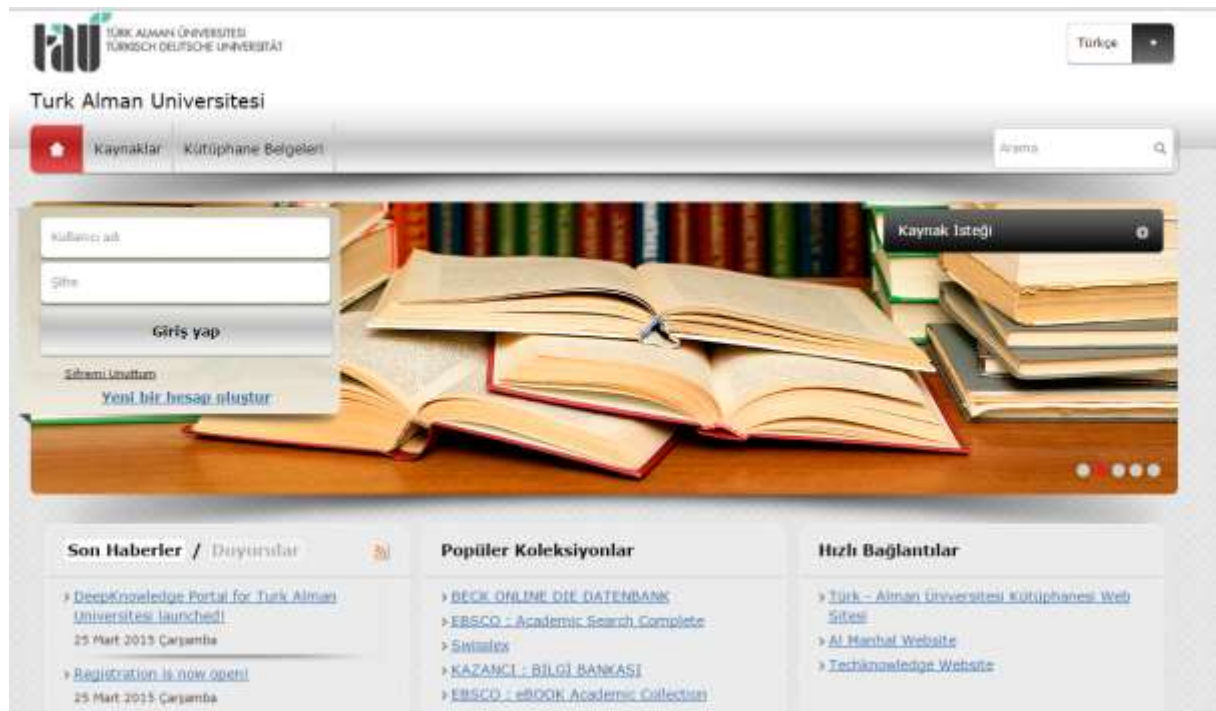 TÜRK ALMAN ÜNİVERSİTESİ
TÜRKISCH DEUTSCHE UNIVERSITÄT
Türkçe
Turk Alman Universitesi
Kaynaklar
Kütüphane Belgeleri
Arama
Kullanıcı adı
Şifre
Giriş yap
Şifremi Unuttum
Yeni bir hesap oluştur
Kaynak İsteği
Son Haberler / Duyurular
DeepKnowledge Portal for Turk Alman
Universitesi launched!
25 Mart 2015 Çarşamba
Registration is now open!
25 Mart 2015 Çarşamba
Popüler Koleksiyonlar
BECK ONLINE DIE DATENBANK
EBSCO : Academic Search Complete
Swisslex
KAZANCI : BİLGİ BANKASI
EBSCO : eBOOK Academic Collection
Hızlı Bağlantılar
Türk - Alman Üniversitesi Kütüphanesi Web
Sitesi
Al Manhal Website
Techknowledge Website